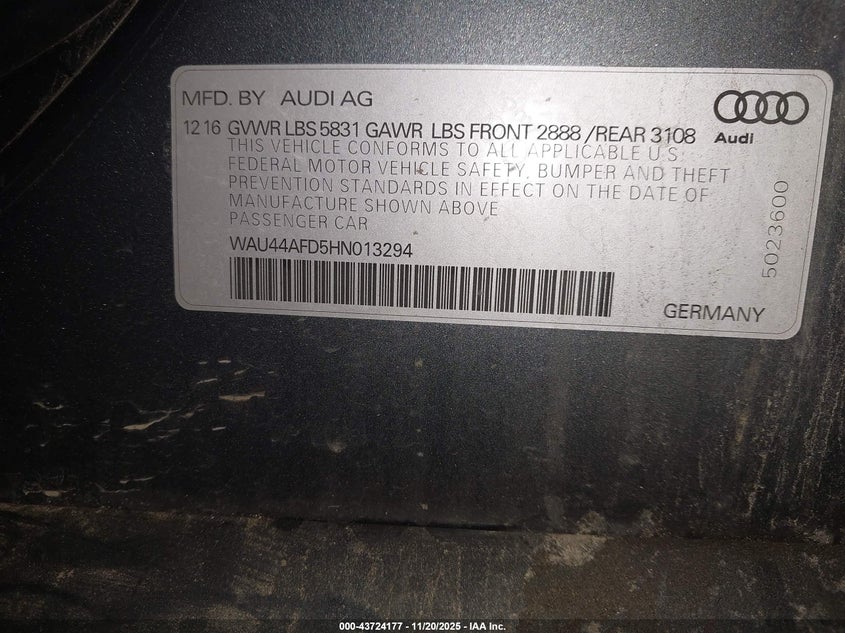 MFD. BY AUDI AG
Audi
12 16 GVWR LBS 5831 GAWR LBS FRONT 2888 /REAR 3108
THIS VEHICLE CONFORMS TO ALL APPLICABLE U.S.
FEDERAL MOTOR VEHICLE SAFETY, BUMPER AND THEFT
PREVENTION STANDARDS IN EFFECT ON THE DATE OF
MANUFACTURE SHOWN ABOVE
PASSENGER CAR
WAU44AFD5HN013294
5023600
GERMANY
000-43724177 - 11/20/2025 - IAA Inc.